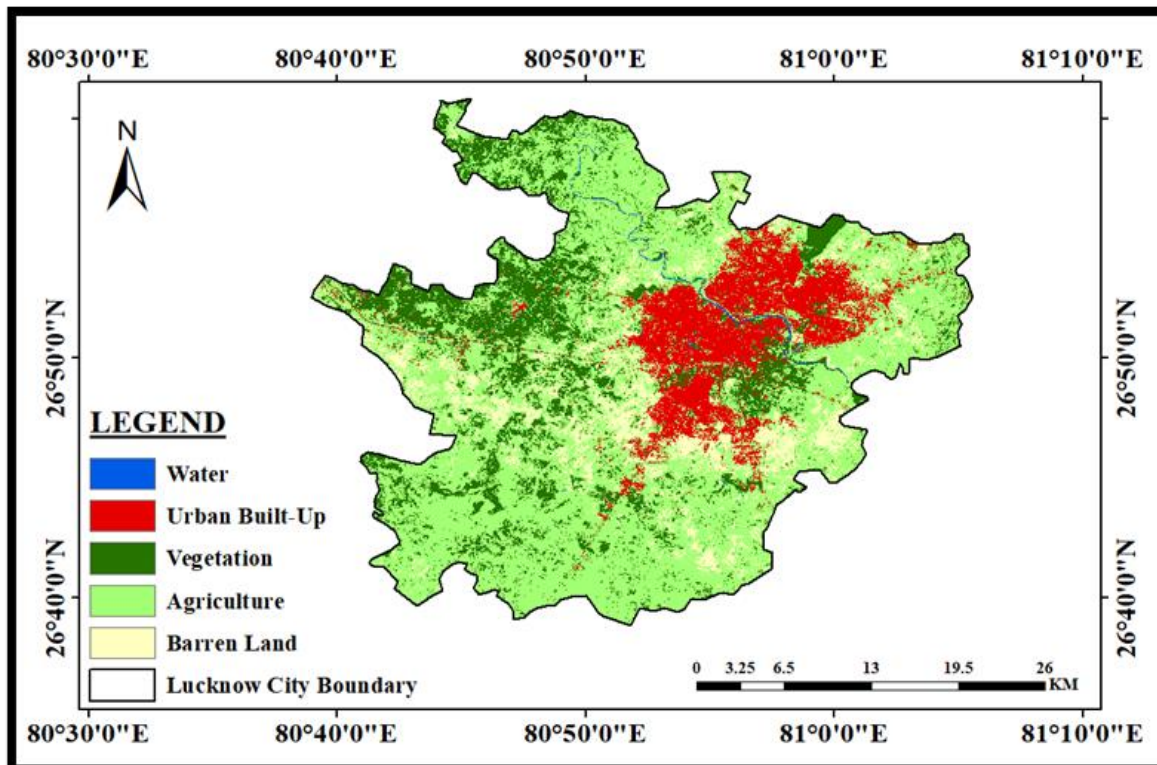 80°30'0"E 80°40'0"E 80°50'0"E 81°0'0"E 81°10'0"E
N
26°50'0"N 26°50'0"N
LEGEND
Water
Urban Built-Up
Vegetation
Agriculture
Barren Land
Lucknow City Boundary
26°40'0"N 26°40'0"N
0 3.25 6.5 13 19.5 26
KM
80°30'0"E 80°40'0"E 80°50'0"E 81°0'0"E 81°10'0"E